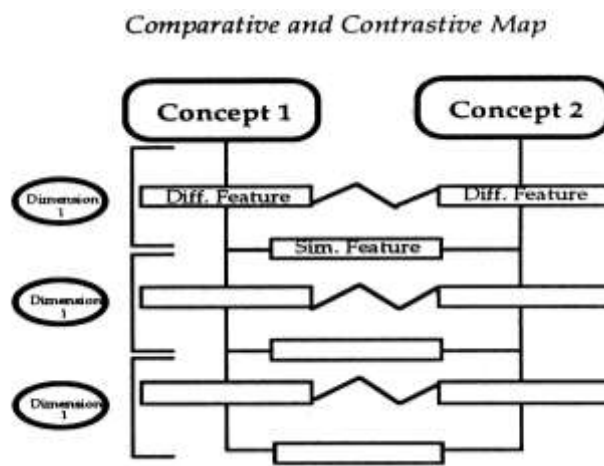 Comparative and Contrastive Map
Concept 1
Concept 2
Dimension
1
Diff. Feature
Diff. Feature
Sim. Feature
Dimension
1
Dimension
1